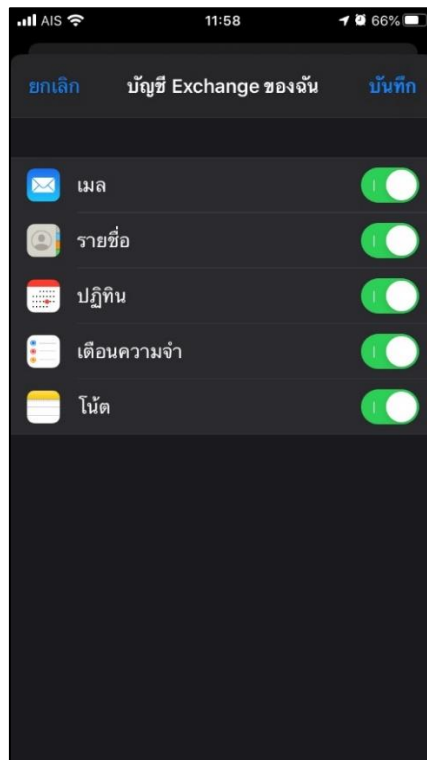 AIS 11:58 66%
ยกเลิก บัญชี Exchange ของฉัน บันทึก
เมล
รายชื่อ
ปฏิทิน
เตือนความจำ
โน้ต